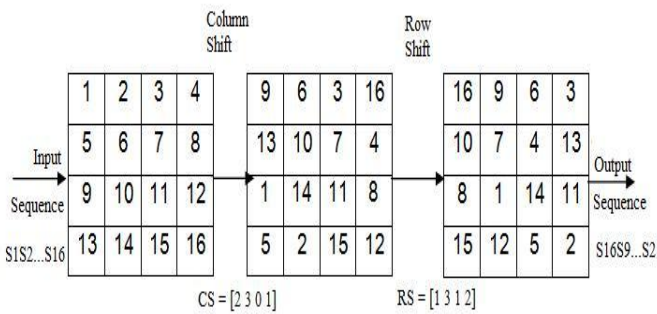 Column
Shift
Row
Shift
1 2 3 4
5 6 7 8
9 10 11 12
13 14 15 16
9 6 3 16
13 10 7 4
1 14 11 8
5 2 15 12
16 9 6 3
10 7 4 13
8 1 14 11
15 12 5 2
Input
Sequence
S1S2...S16
Output
Sequence
S16S9...S2
CS = [2 3 0 1]
RS = [1 3 1 2]